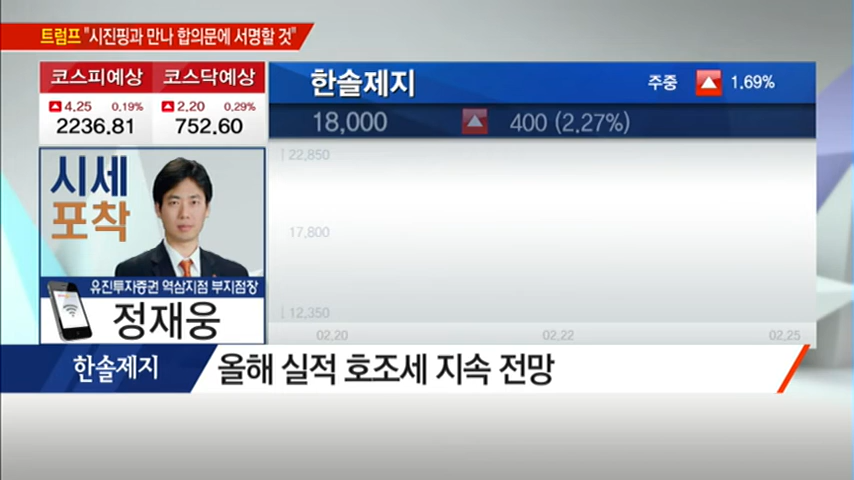 트럼프 "시진핑과 만나 합의문에 서명할 것"
코스피예상 코스닥예상
4.25 0.19% 2.20 0.29%
2236.81 752.60
한솔제지 주중 1.69%
18,000 400 (2.27%)
22,850
17,800
12,350
02.20 02.22 02.25
시세
포착
유진투자증권 역삼지점 부지점장
정재웅
한솔제지 올해 실적 호조세 지속 전망